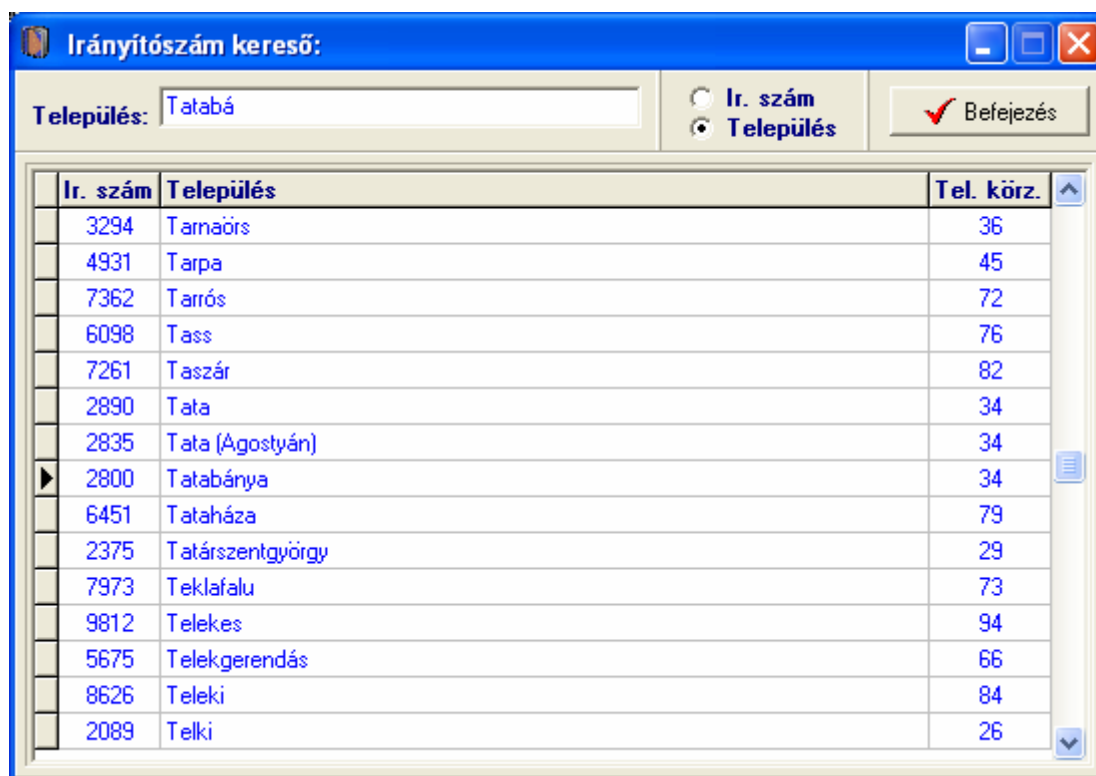 Irányítószám kereső:
Település: Tatabá
Ir. szám
Település
Befejezés
Ir. szám Település Tel. körz.
3294 Tarnaörs 36
4931 Tarpa 45
7362 Tarrós 72
6098 Tass 76
7261 Taszár 82
2890 Tata 34
2835 Tata (Agostyán) 34
2800 Tatabánya 34
6451 Tataháza 79
2375 Tatárszentgyörgy 29
7973 Teklafalu 73
9812 Telekes 94
5675 Telekgerendás 66
8626 Teleki 84
2089 Telki 26